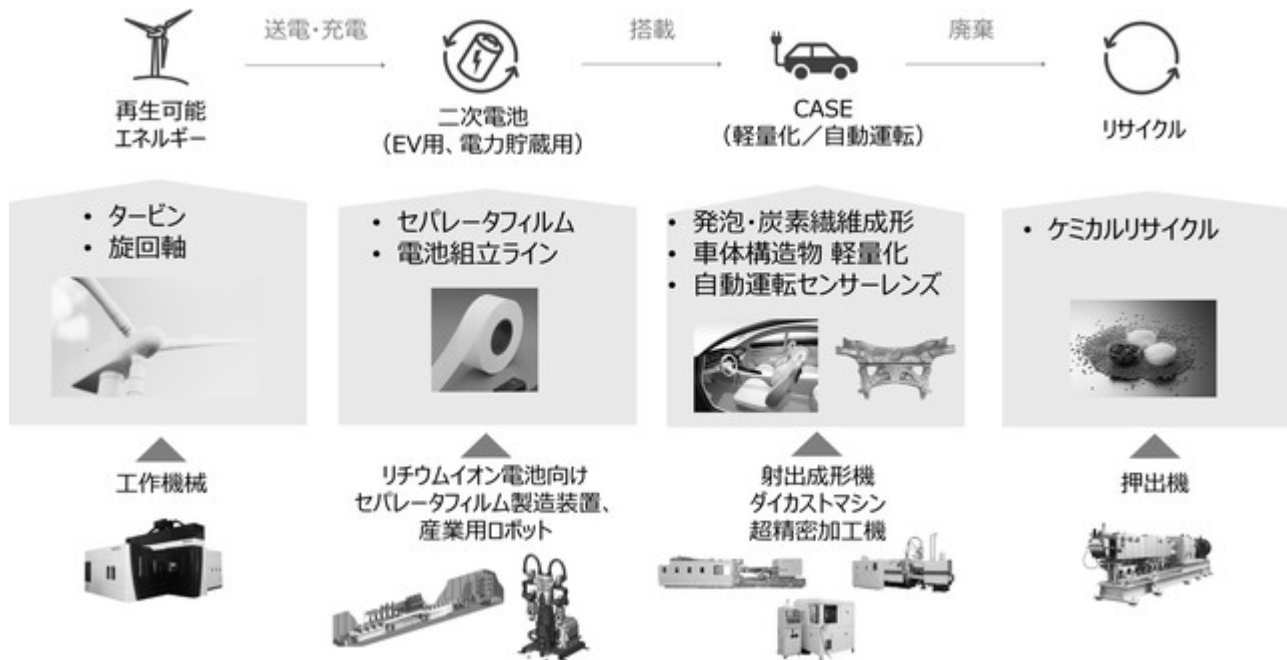 送電・充電
搭載
廃棄
再生可能
エネルギー
二次電池
(EV用、電力貯蔵用)
CASE
(軽量化／自動運転)
リサイクル
• タービン
• 旋回軸
• セパレータフィルム
• 電池組立ライン
• 発泡・炭素繊維成形
• 車体構造物 軽量化
• 自動運転センサーレンズ
• ケミカルリサイクル
工作機械
リチウムイオン電池向け
セパレータフィルム製造装置、
産業用ロボット
射出成形機
ダイカストマシン
超精密加工機
押出機